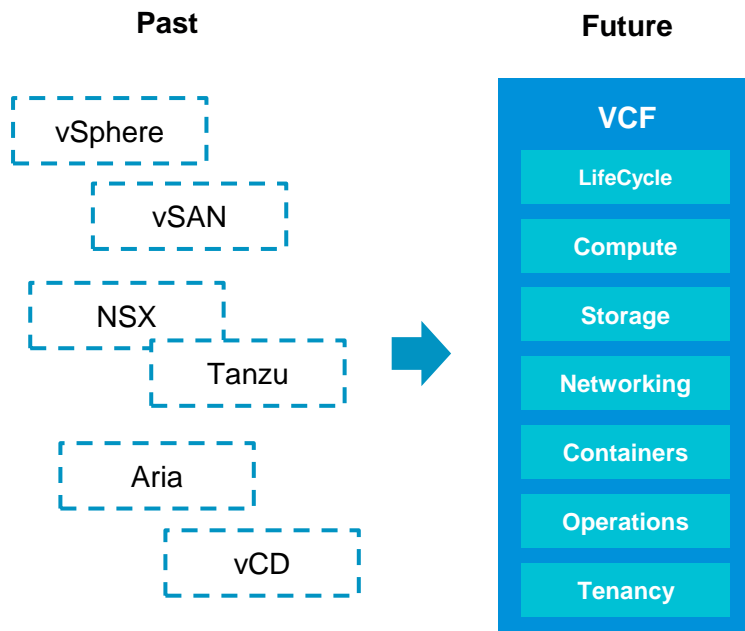 Past
vSphere
vSAN
NSX
Tanzu
Aria
vCD
Future
VCF
LifeCycle
Compute
Storage
Networking
Containers
Operations
Tenancy